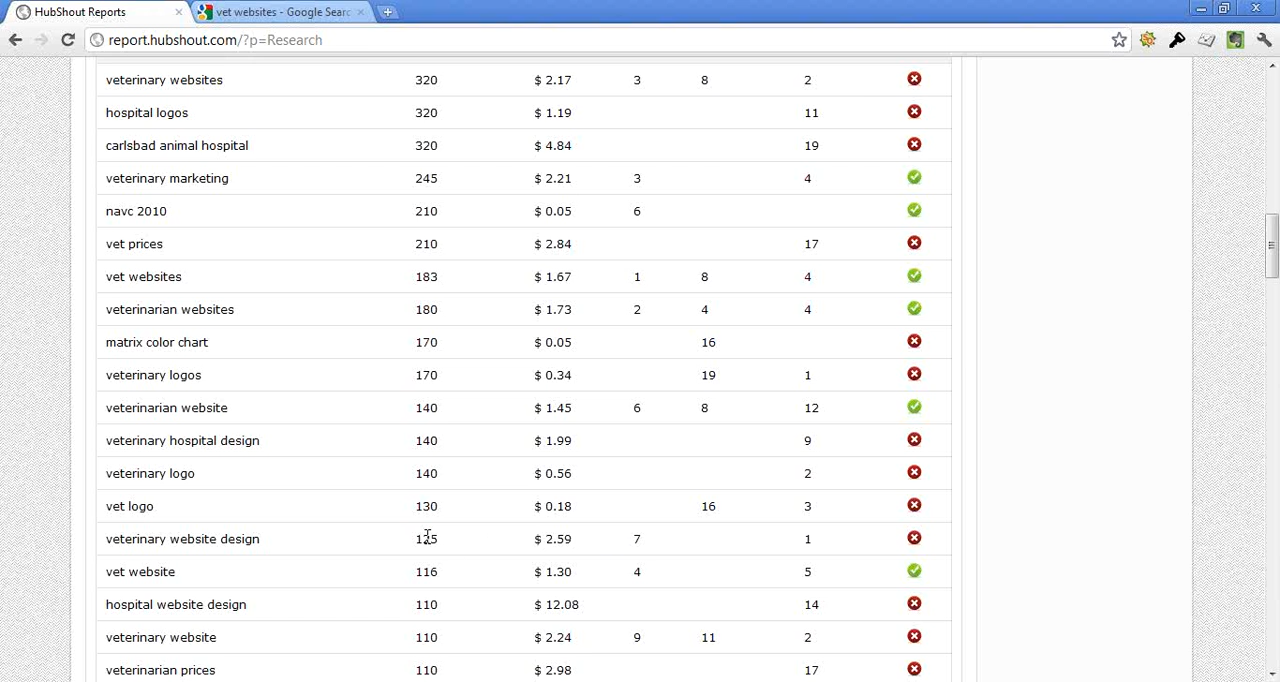 HubShout Reports
vet websites - Google Searc
report.hubshout.com/?p=Research
veterinary websites 320 $ 2.17 3 8 2
hospital logos 320 $ 1.19 11
carlsbad animal hospital 320 $ 4.84 19
veterinary marketing 245 $ 2.21 3 4
navc 2010 210 $ 0.05 6
vet prices 210 $ 2.84 17
vet websites 183 $ 1.67 1 8 4
veterinarian websites 180 $ 1.73 2 4 4
matrix color chart 170 $ 0.05 16
veterinary logos 170 $ 0.34 19 1
veterinarian website 140 $ 1.45 6 8 12
veterinary hospital design 140 $ 1.99 9
veterinary logo 140 $ 0.56 2
vet logo 130 $ 0.18 16 3
veterinary website design $ 2.59 7 1
vet website 116 $ 1.30 4 5
hospital website design 110 $ 12.08 14
veterinary website 110 $ 2.24 9 11 2
veterinarian prices 110 $ 2.98 17